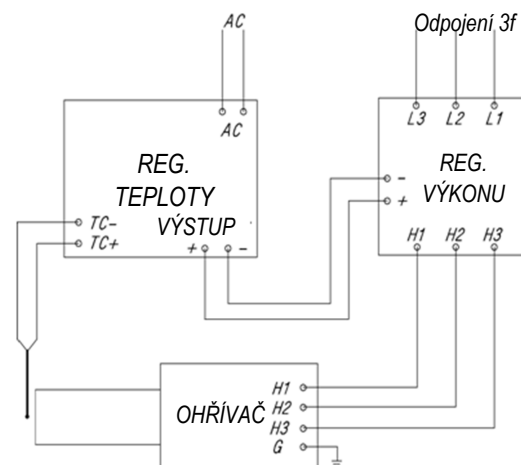 AC
Odpojení 3f
AC
L3 L2 L1
REG.
TEPLOTY
REG.
VÝKONU
-
+
TC-
TC+
VÝSTUP
+ -
H1 H2 H3
OHŘÍVAČ
H1
H2
H3
G